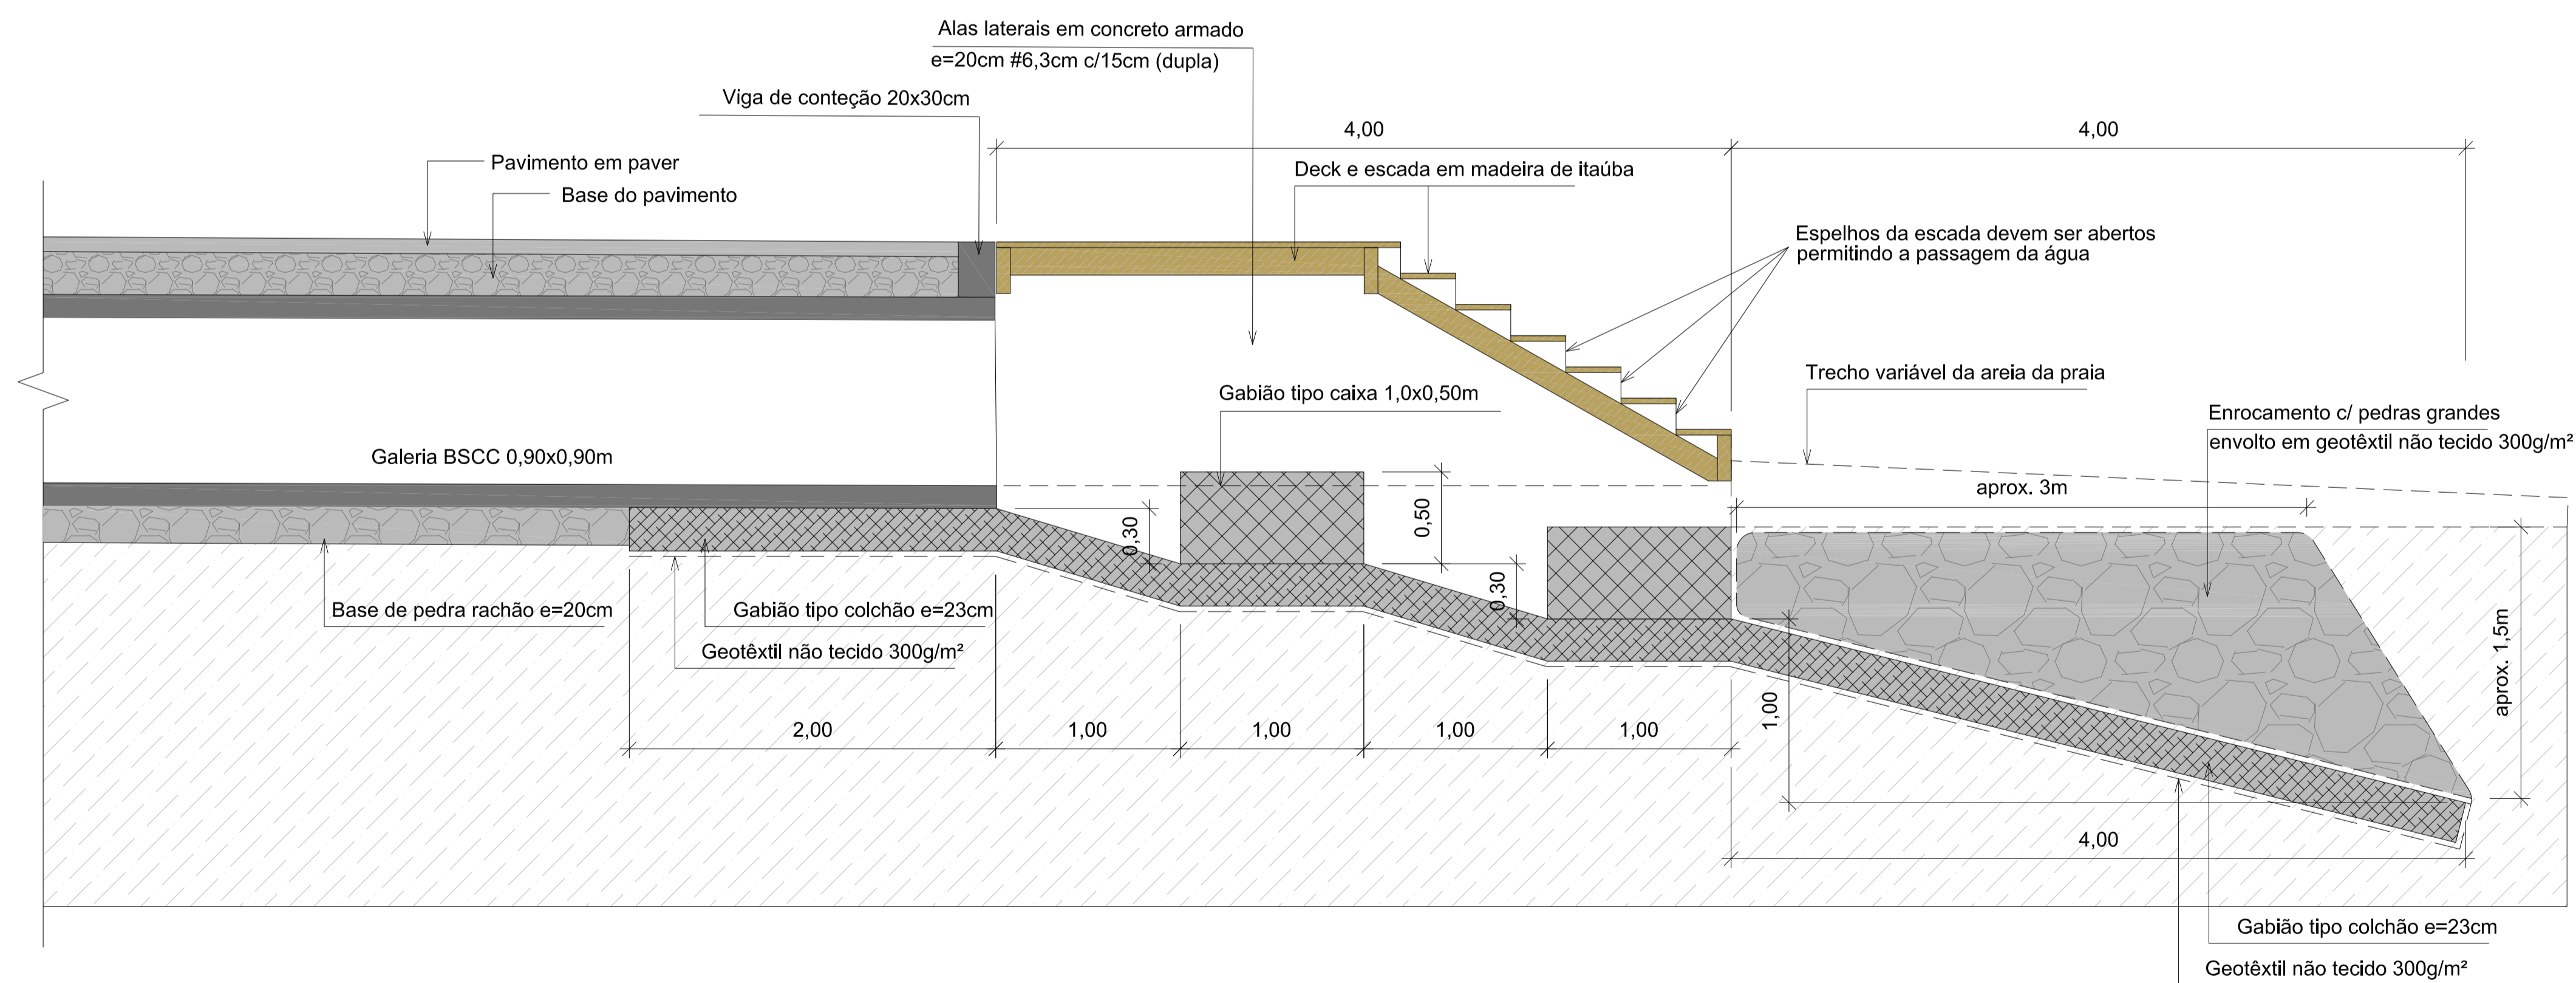 Alas laterais em concreto armado
e=20cm #6,3cm c/15cm (dupla)
Viga de conteção 20x30cm
4,00
4,00
Pavimento em paver
Deck e escada em madeira de itaúba
Base do pavimento
Espelhos da escada devem ser abertos
permitindo a passagem da água
Trecho variável da areia da praia
Gabião tipo caixa 1,0x0,50m
Enrocamento c/ pedras grandes
envolto em geotêxtil não tecido 300g/m²
Galeria BSCC 0,90x0,90m
aprox. 3m
0,30
0,50
0,30
Base de pedra rachão e=20cm
Gabião tipo colchão e=23cm
Geotêxtil não tecido 300g/m²
1,00
aprox. 1,5m
2,00
1,00
1,00
1,00
1,00
4,00
Gabião tipo colchão e=23cm
Geotêxtil não tecido 300g/m²